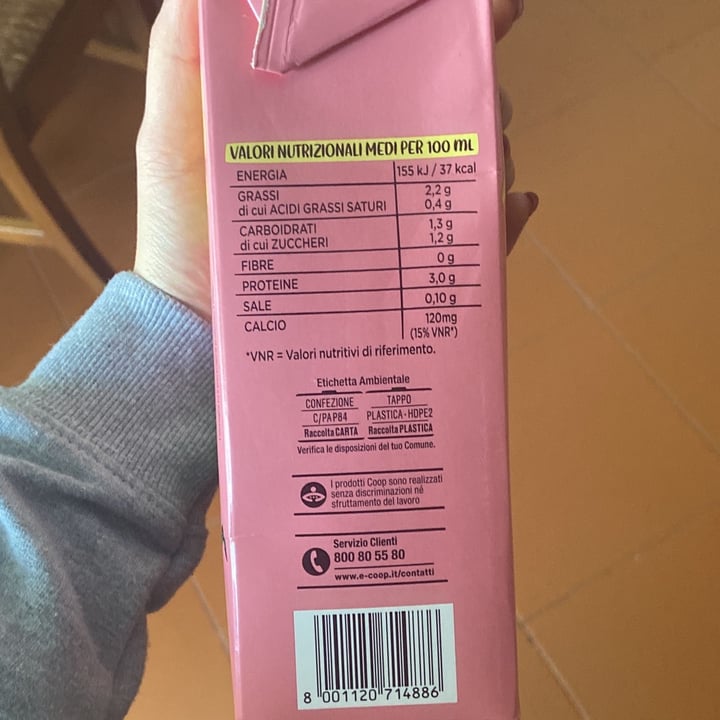 VALORI NUTRIZIONALI MEDI PER 100 mL
ENERGIA 155 kJ / 37 kcal
GRASSI 2,2 g
di cui ACIDI GRASSI SATURI 0,4 g
CARBOIDRATI 1,3 g
di cui ZUCCHERI 1,2 g
FIBRE 0 g
PROTEINE 3,0 g
SALE 0,10 g
CALCIO 120mg
(15% VNR*)
*VNR = Valori nutritivi di riferimento.
Etichetta Ambientale
CONFEZIONE TAPPO
C/PAP84 PLASTICA-HDPE2
Raccolta CARTA Raccolta PLASTICA
Verifica le disposizioni del tuo Comune.
I prodotti Coop sono realizzati
senza discriminazioni né
sfruttamento del lavoro
Servizio Clienti
800 80 55 80
www.e-coop.it/contatti
8 001120 714886